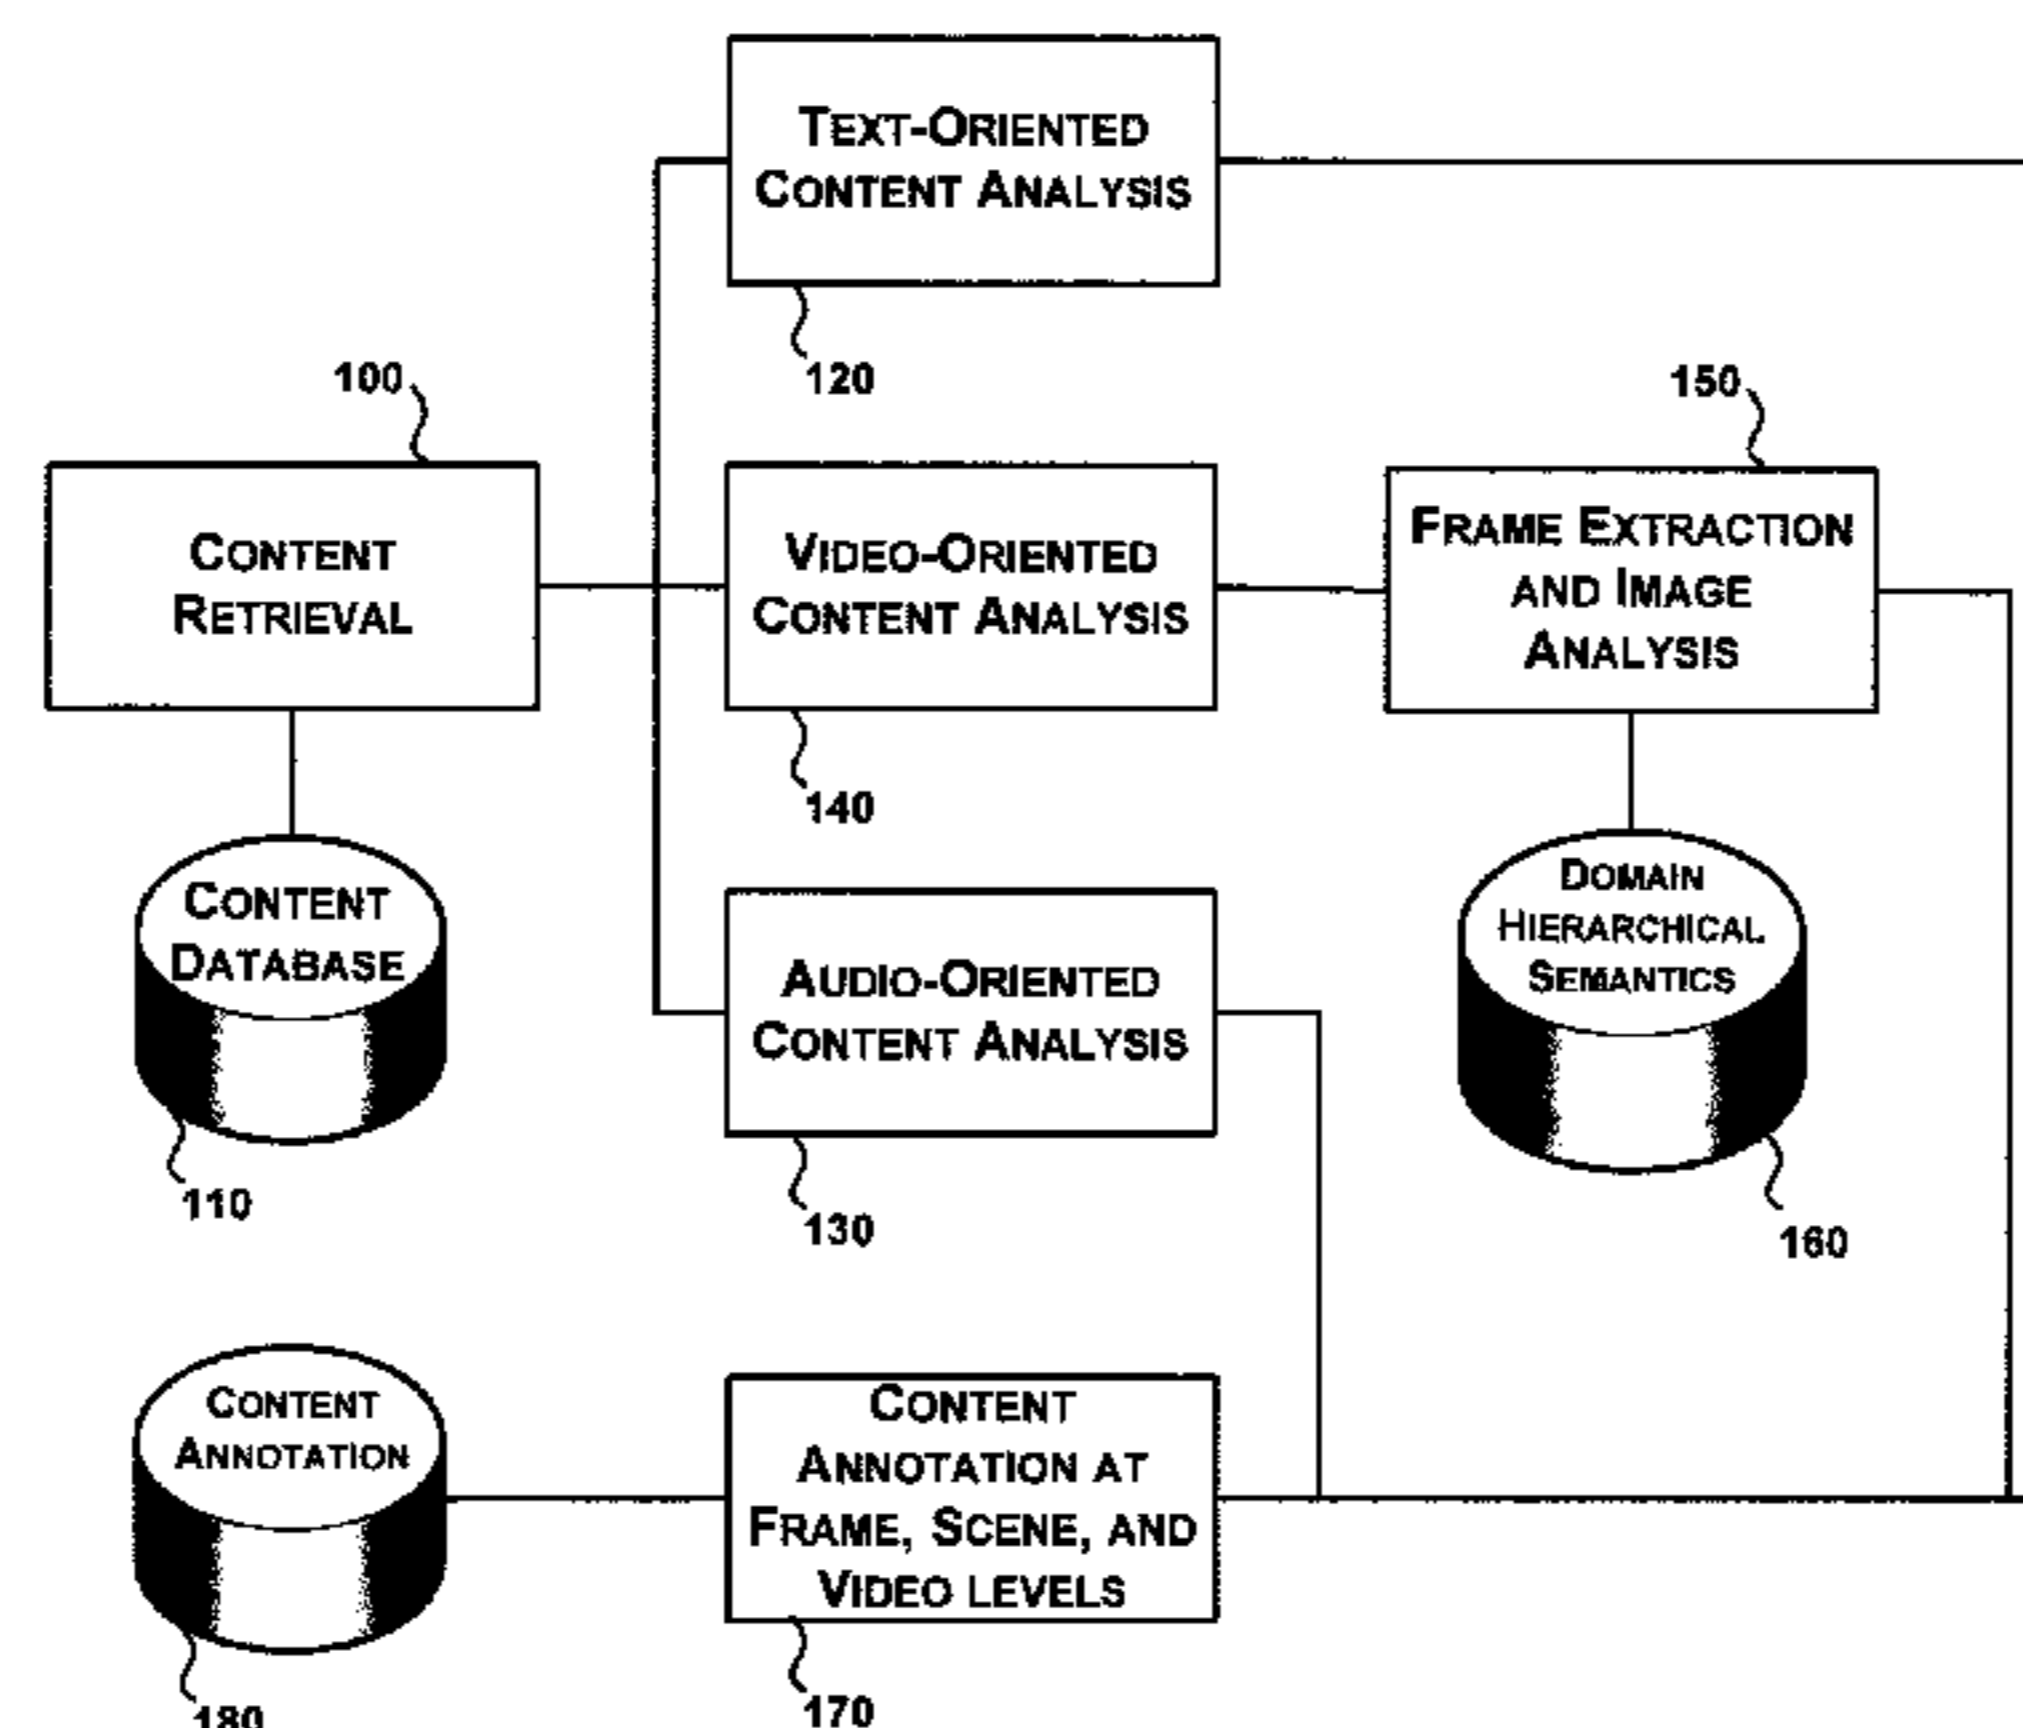 TEXT-ORIENTED
CONTENT ANALYSIS
120
100
150
CONTENT
RETRIEVAL
VIDEO-ORIENTED
CONTENT ANALYSIS
140
FRAME EXTRACTION
AND IMAGE
ANALYSIS
CONTENT
DATABASE
110
AUDIO-ORIENTED
CONTENT ANALYSIS
130
DOMAIN
HIERARCHICAL
SEMANTICS
160
CONTENT
ANNOTATION
180
CONTENT
ANNOTATION AT
FRAME, SCENE, AND
VIDEO LEVELS
170